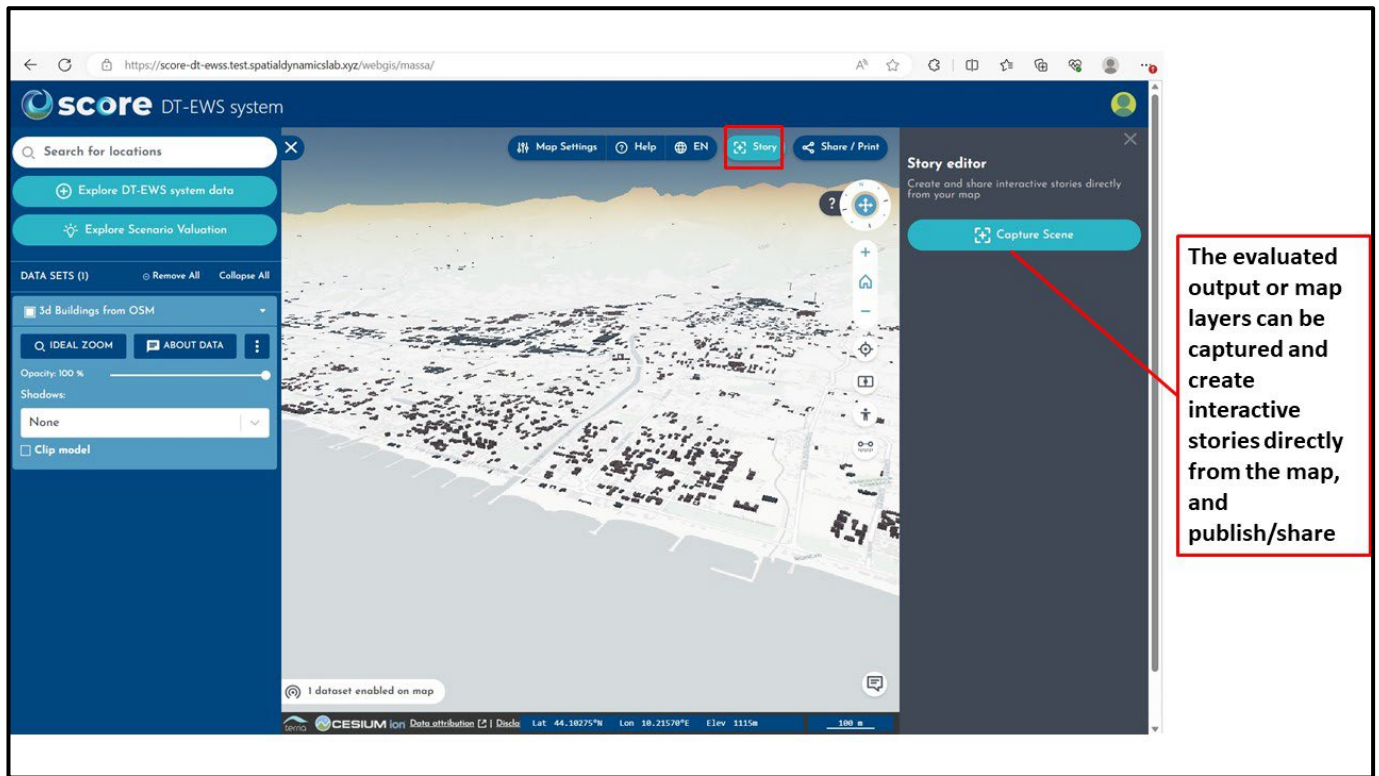 https://score-dt-ewss.test.spatialdynamicslab.xyz/webgis/massa/
score DT-EWS system
Search for locations
Explore DT-EWS system data
Explore Scenario Valuation
DATA SETS (1)
Remove All
Collapse All
3d Buildings from OSM
IDEAL ZOOM
ABOUT DATA
Opacity: 100 %
Shadows:
None
Clip model
Map Settings
Help
EN
Story
Share / Print
?
1 dataset enabled on map
terria
CESIUM ion
Data attribution
| Discla
Lat 44.10275°N
Lon 10.21570°E
Elev 1115m
100 m
Story editor
Create and share interactive stories directly
from your map
Capture Scene
The evaluated
output or map
layers can be
captured and
create
interactive
stories directly
from the map,
and
publish/share